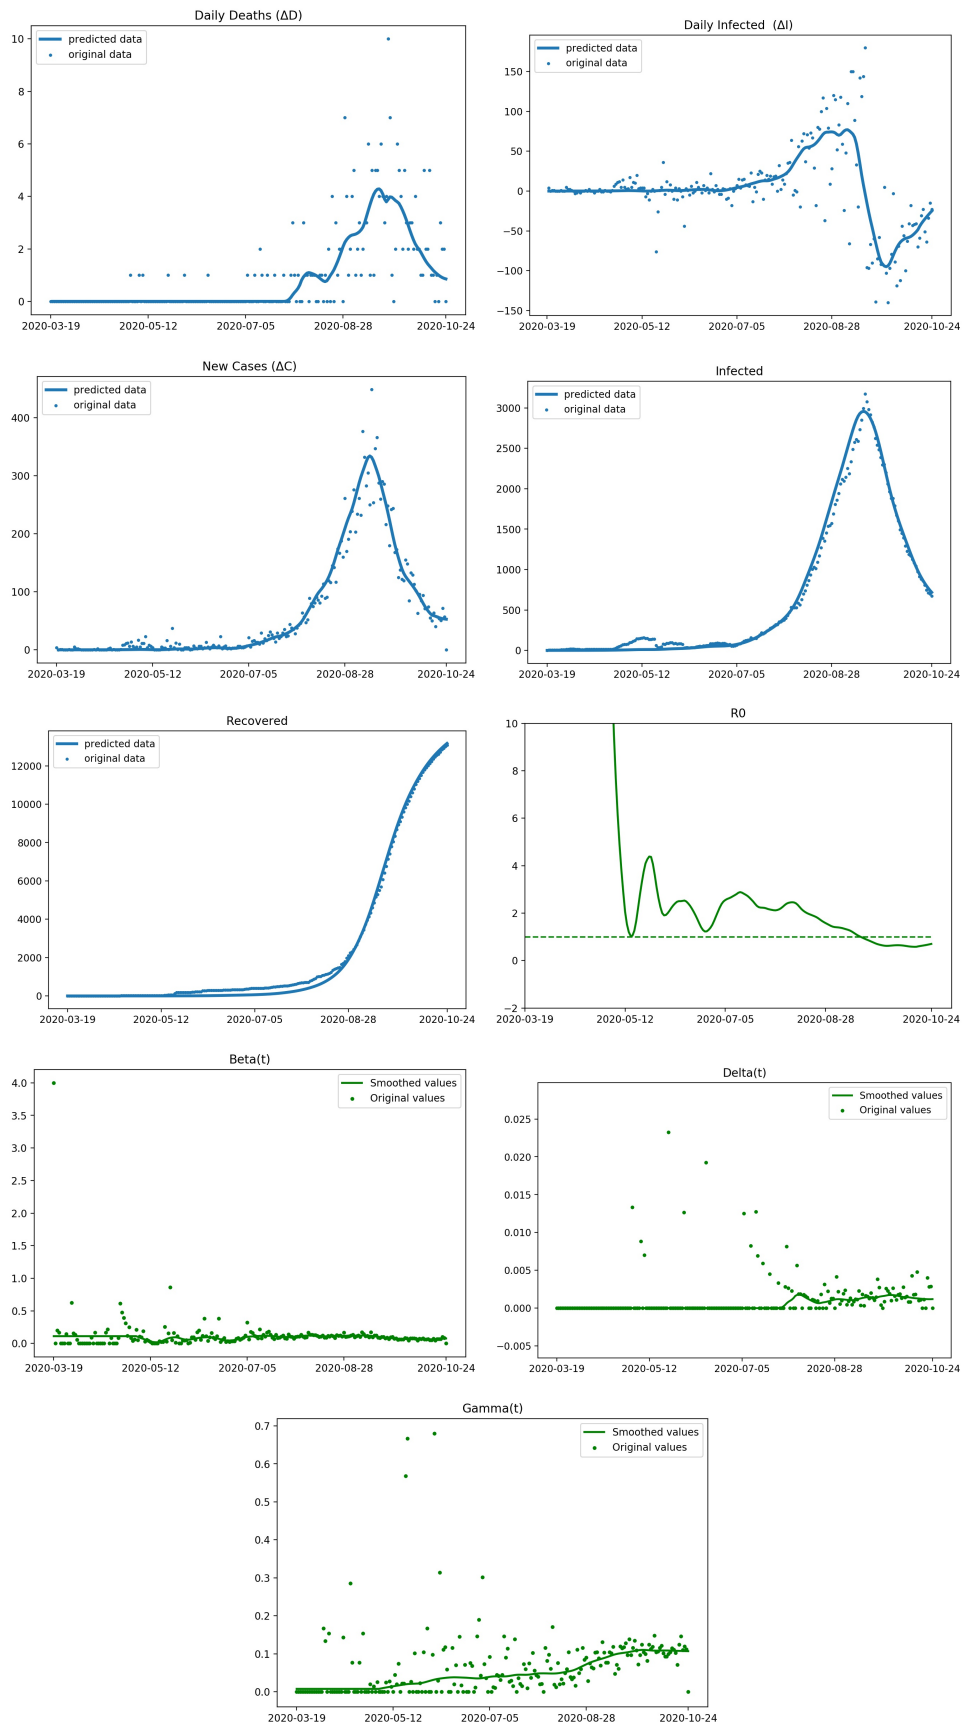 Daily Deaths (ΔD)
predicted data
original data
10
8
6
4
2
0
2020-03-19 2020-05-12 2020-07-05 2020-08-28 2020-10-24
Daily Infected (ΔI)
predicted data
original data
150
100
50
0
−50
−100
−150
2020-03-19 2020-05-12 2020-07-05 2020-08-28 2020-10-24
New Cases (ΔC)
predicted data
original data
400
300
200
100
0
2020-03-19 2020-05-12 2020-07-05 2020-08-28 2020-10-24
Infected
predicted data
original data
3000
2500
2000
1500
1000
500
0
2020-03-19 2020-05-12 2020-07-05 2020-08-28 2020-10-24
Recovered
predicted data
original data
12000
10000
8000
6000
4000
2000
0
2020-03-19 2020-05-12 2020-07-05 2020-08-28 2020-10-24
R0
10
8
6
4
2
0
−2
2020-03-19 2020-05-12 2020-07-05 2020-08-28 2020-10-24
Beta(t)
Smoothed values
Original values
4.0
3.5
3.0
2.5
2.0
1.5
1.0
0.5
0.0
2020-03-19 2020-05-12 2020-07-05 2020-08-28 2020-10-24
Delta(t)
Smoothed values
Original values
0.025
0.020
0.015
0.010
0.005
0.000
−0.005
2020-03-19 2020-05-12 2020-07-05 2020-08-28 2020-10-24
Gamma(t)
Smoothed values
Original values
0.7
0.6
0.5
0.4
0.3
0.2
0.1
0.0
2020-03-19 2020-05-12 2020-07-05 2020-08-28 2020-10-24